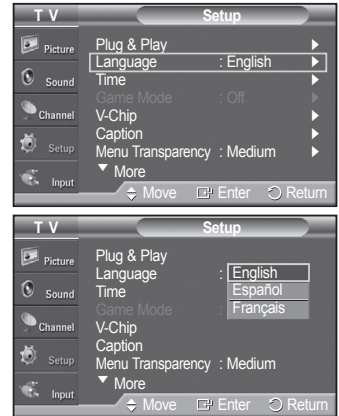 T V Setup
Picture
Sound
Channel
Setup
Input
Plug & Play
Language : English
Time
Game Mode : Off
V-Chip
Caption
Menu Transparency : Medium
More
Move Enter Return
T V Setup
Picture
Sound
Channel
Setup
Input
Plug & Play
Language : English
Time Español
Game Mode : Français
V-Chip
Caption
Menu Transparency : Medium
More
Move Enter Return